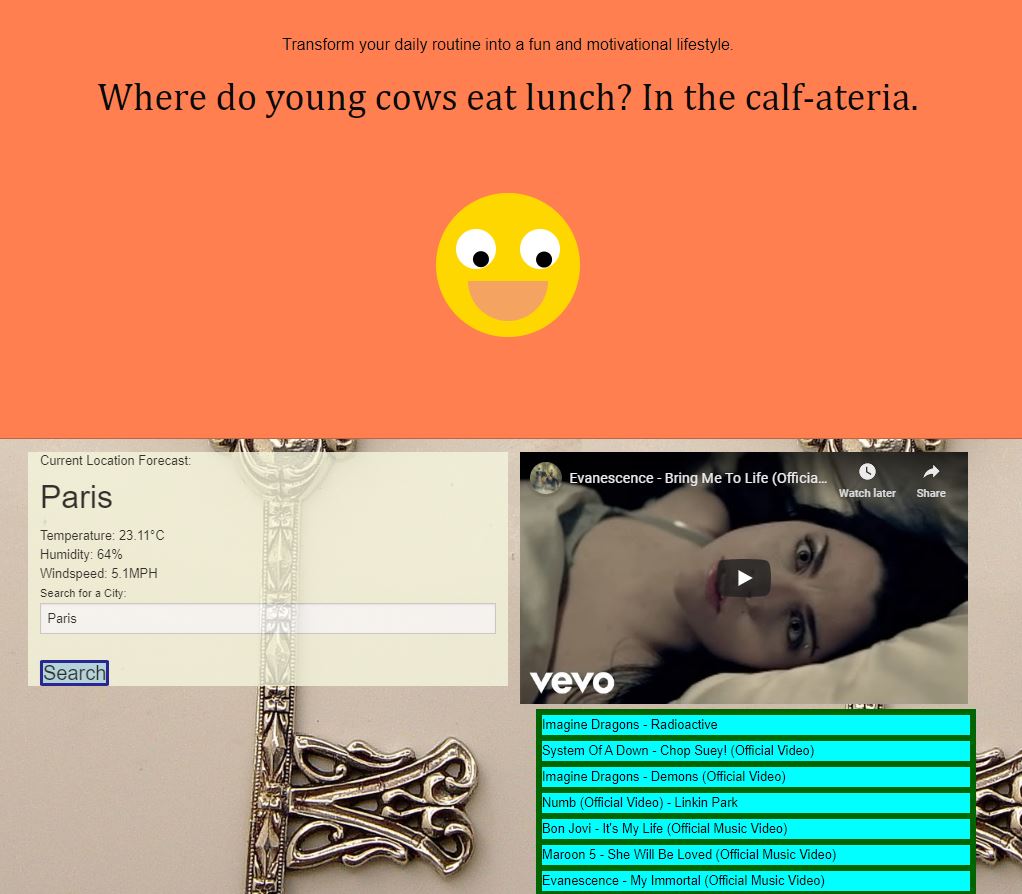 Transform your daily routine into a fun and motivational lifestyle.
Where do young cows eat lunch? In the calf-ateria.
Current Location Forecast:
Paris
Temperature: 23.11°C
Humidity: 64%
Windspeed: 5.1MPH
Search for a City:
Paris
Search
Evanescence - Bring Me To Life (Officia...
Watch later
Share
vevo
Imagine Dragons - Radioactive
System Of A Down - Chop Suey! (Official Video)
Imagine Dragons - Demons (Official Video)
Numb (Official Video) - Linkin Park
Bon Jovi - It's My Life (Official Music Video)
Maroon 5 - She Will Be Loved (Official Music Video)
Evanescence - My Immortal (Official Music Video)